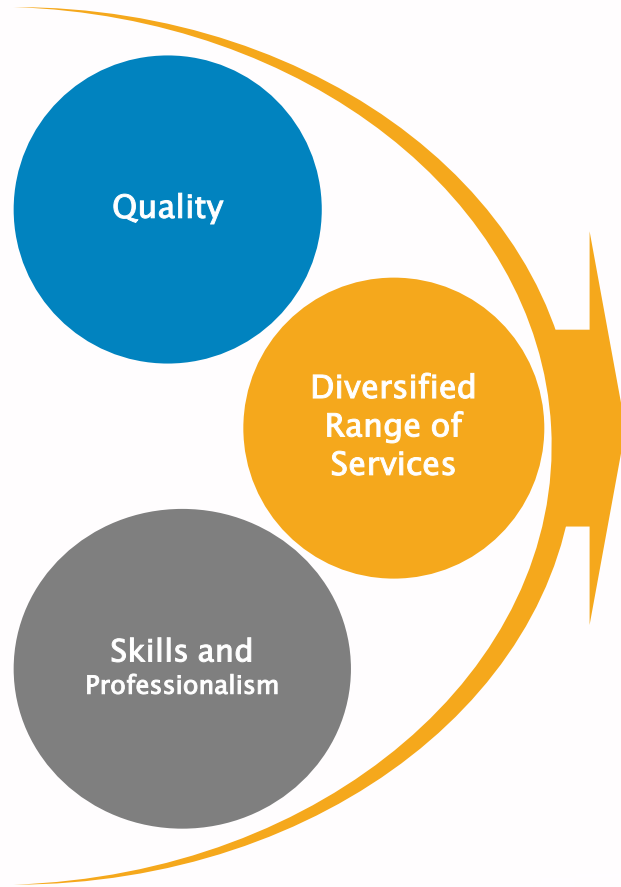 Quality
Diversified
Range of
Services
Skills and
Professionalism